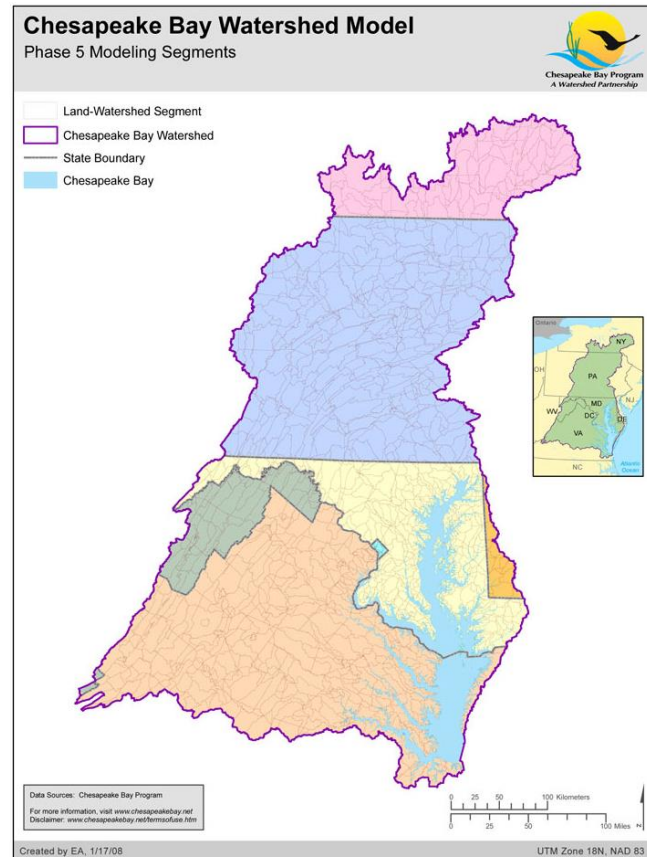 Chesapeake Bay Watershed Model
Phase 5 Modeling Segments
Chesapeake Bay Program
A Watershed Partnership
Land-Watershed Segment
Chesapeake Bay Watershed
State Boundary
Chesapeake Bay
Ontario
NY
OH
PA
NJ
MD
WV
DC
DE
VA
NC
Atlantic
Ocean
Data Sources: Chesapeake Bay Program
For more information, visit www.chesapeakebay.net
Disclaimer: www.chesapeakebay.net/termsofuse.htm
0 25 50 100 Kilometers
0 25 50 100 Miles
N
Created by EA, 1/17/08
UTM Zone 18N, NAD 83